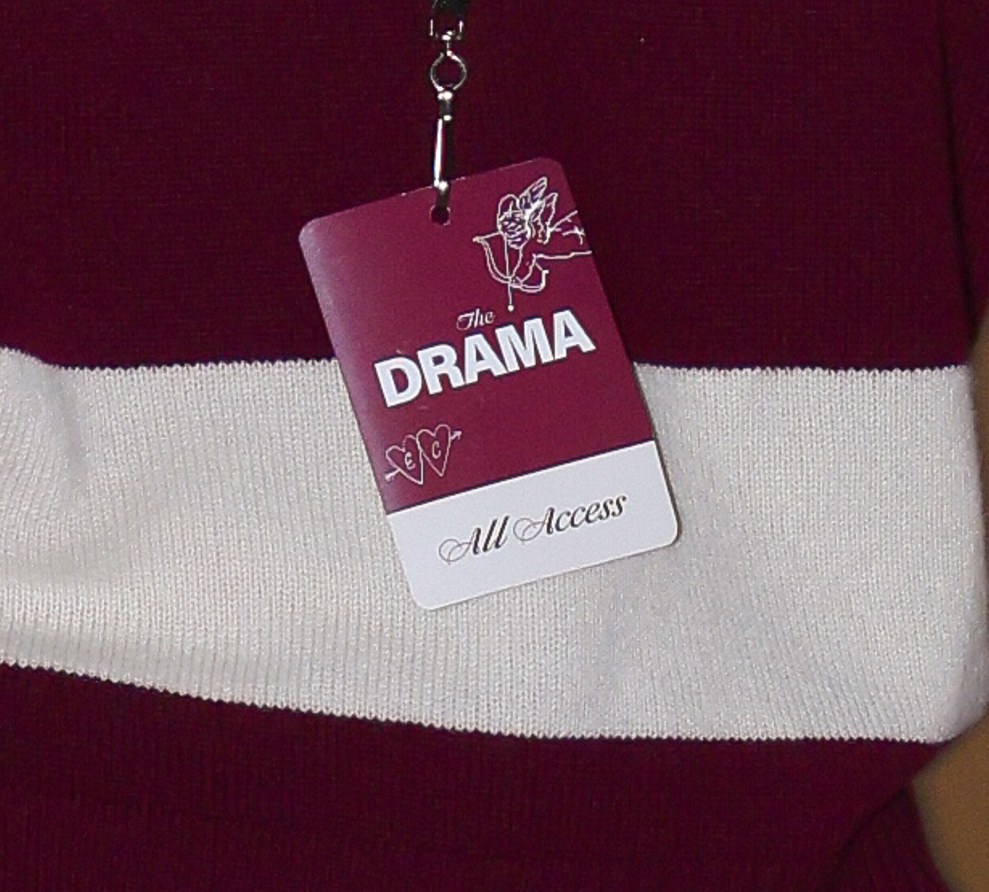 The
DRAMA
E C
All Access